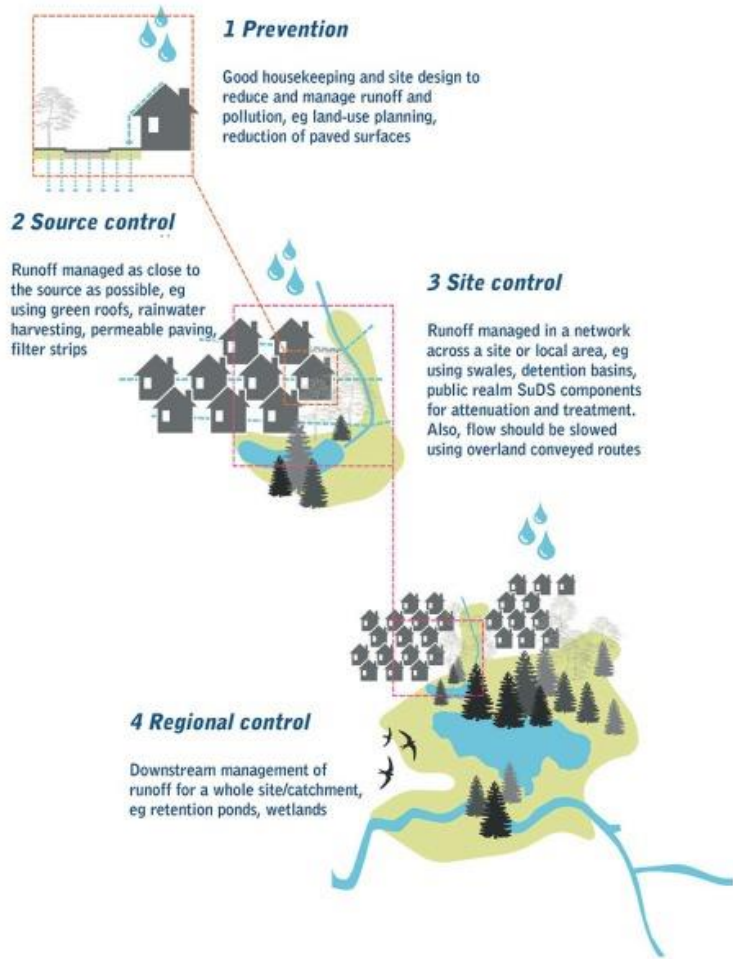 1 Prevention
Good housekeeping and site design to
reduce and manage runoff and
pollution, eg land-use planning,
reduction of paved surfaces
2 Source control
Runoff managed as close to
the source as possible, eg
using green roofs, rainwater
harvesting, permeable paving,
filter strips
3 Site control
Runoff managed in a network
across a site or local area, eg
using swales, detention basins,
public realm SuDS components
for attenuation and treatment.
Also, flow should be slowed
using overland conveyed routes
4 Regional control
Downstream management of
runoff for a whole site/catchment,
eg retention ponds, wetlands